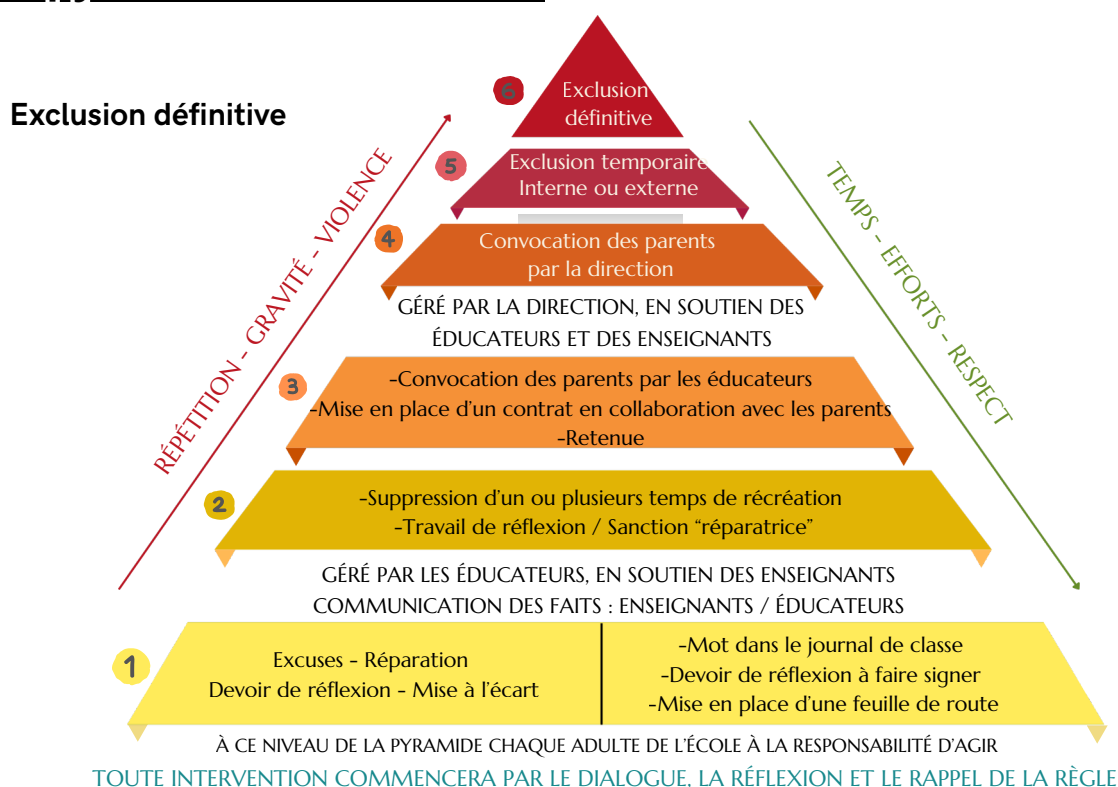 Exclusion définitive
6
Exclusion
définitive
5
Exclusion temporaire
Interne ou externe
4
Convocation des parents
par la direction
GÉRÉ PAR LA DIRECTION, EN SOUTIEN DES
ÉDUCATEURS ET DES ENSEIGNANTS
3
-Convocation des parents par les éducateurs
-Mise en place d'un contrat en collaboration avec les parents
-Retenue
2
-Suppression d'un ou plusieurs temps de récréation
-Travail de réflexion / Sanction “réparatrice”
GÉRÉ PAR LES ÉDUCATEURS, EN SOUTIEN DES ENSEIGNANTS
COMMUNICATION DES FAITS : ENSEIGNANTS / ÉDUCATEURS
1
Excuses - Réparation
Devoir de réflexion - Mise à l'écart
-Mot dans le journal de classe
-Devoir de réflexion à faire signer
-Mise en place d'une feuille de route
À CE NIVEAU DE LA PYRAMIDE CHAQUE ADULTE DE L'ÉCOLE À LA RESPONSABILITÉ D'AGIR
TOUTE INTERVENTION COMMENCERA PAR LE DIALOGUE, LA RÉFLEXION ET LE RAPPEL DE LA RÈGLE
RÉPÉTITION - GRAVITÉ - VIOLENCE
TEMPS - EFFORTS - RESPECT